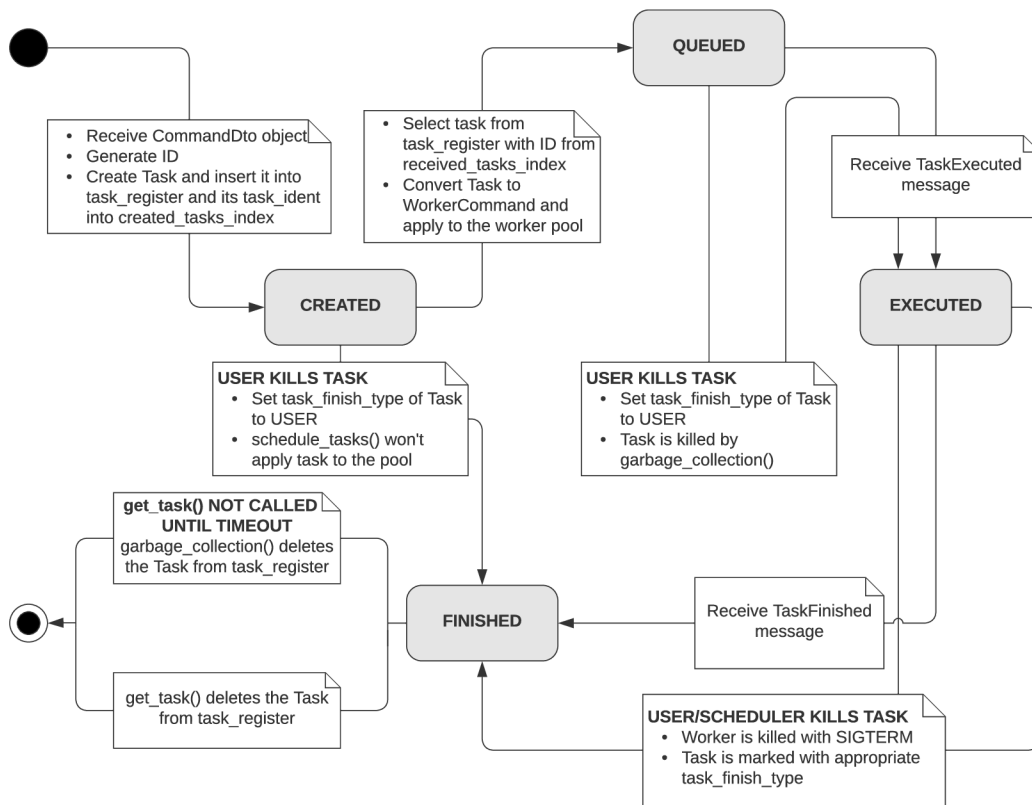 QUEUED
• Receive CommandDto object
• Generate ID
• Create Task and insert it into
task_register and its task_ident
into created_tasks_index
• Select task from
task_register with ID from
received_tasks_index
• Convert Task to
WorkerCommand and
apply to the worker pool
Receive TaskExecuted
message
CREATED
EXECUTED
USER KILLS TASK
• Set task_finish_type of Task
to USER
• schedule_tasks() won't
apply task to the pool
USER KILLS TASK
• Set task_finish_type of Task
to USER
• Task is killed by
garbage_collection()
get_task() NOT CALLED
UNTIL TIMEOUT
garbage_collection() deletes
the Task from task_register
FINISHED
Receive TaskFinished
message
get_task() deletes the Task
from task_register
USER/SCHEDULER KILLS TASK
• Worker is killed with SIGTERM
• Task is marked with appropriate
task_finish_type